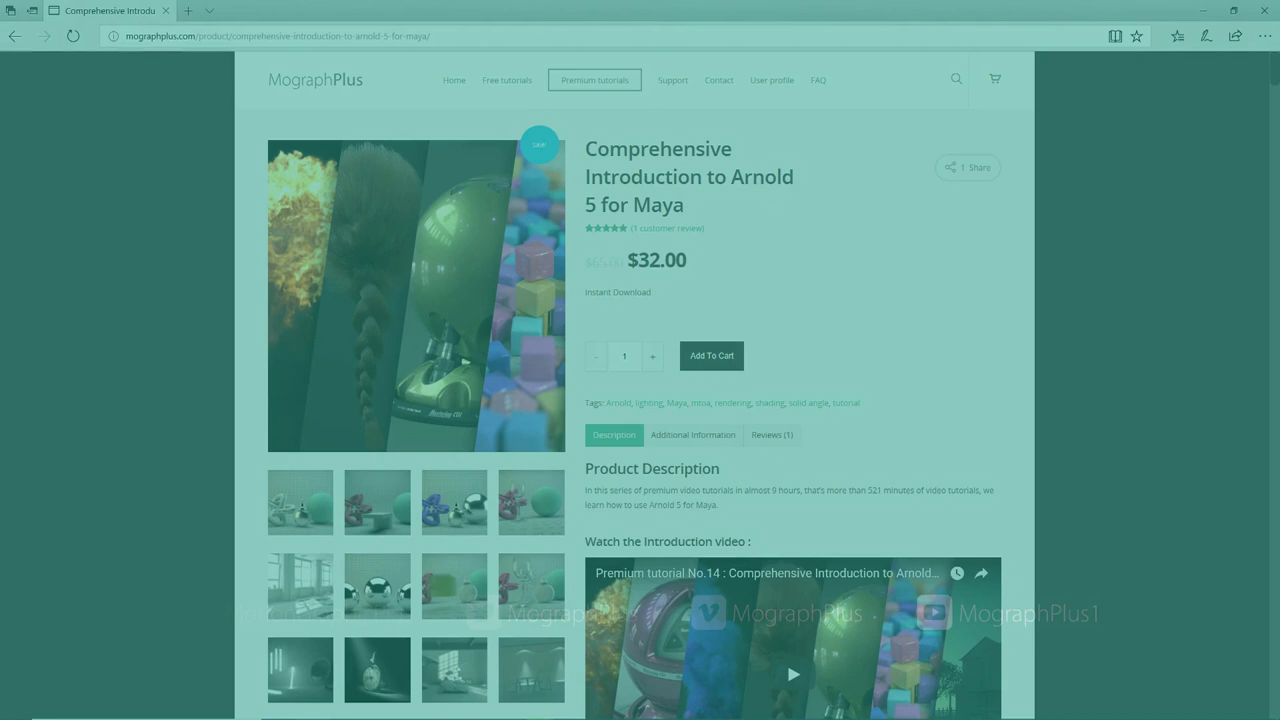 Comprehensive Introdu
mographplus.com/product/comprehensive-introduction-to-arnold-5-for-maya/
MographPlus
Home Free tutorials Premium tutorials Support Contact User profile FAQ
Sale!
Comprehensive
Introduction to Arnold
5 for Maya
1 Share
(1 customer review)
$65.00 $32.00
Instant Download
- 1 + Add To Cart
Tags: Arnold, lighting, Maya, mtoa, rendering, shading, solid angle, tutorial
Description Additional Information Reviews (1)
Product Description
In this series of premium video tutorials in almost 9 hours, that's more than 521 minutes of video tutorials, we
learn how to use Arnold 5 for Maya.
Watch the Introduction video :
Premium tutorial No.14 : Comprehensive Introduction to Arnold...
MographPlus MographPlus MographPlus1